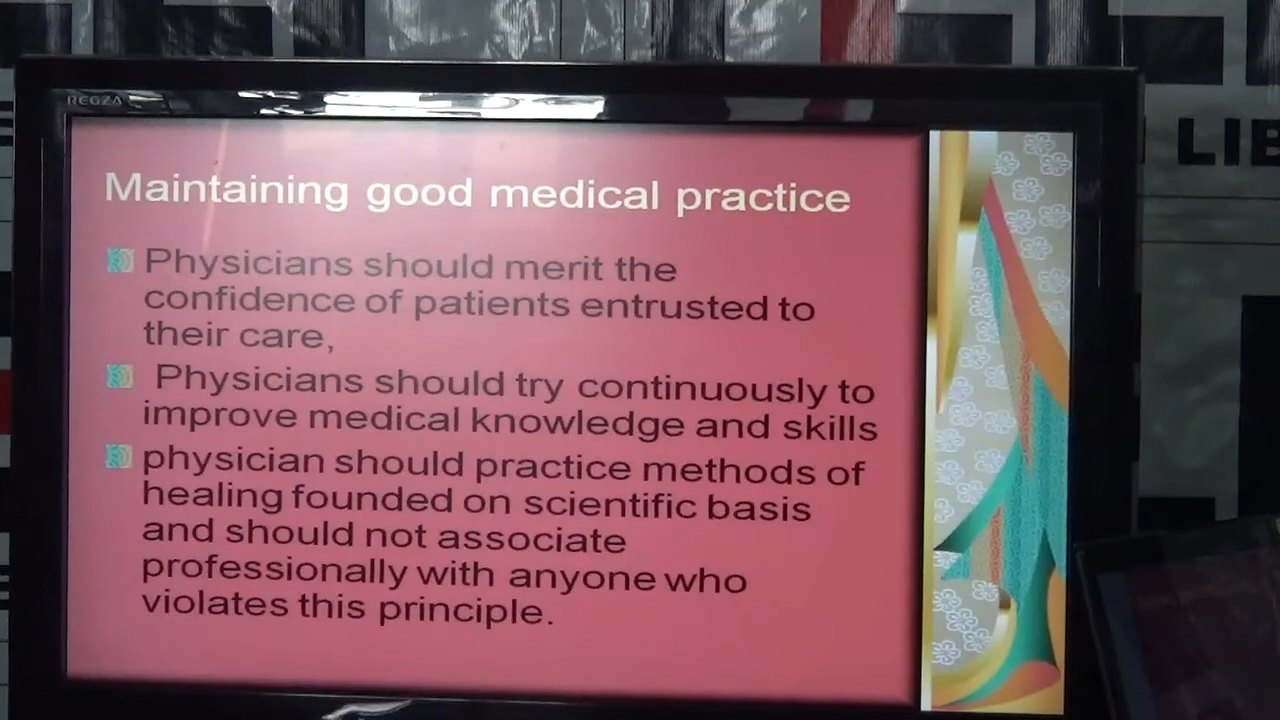 REGZA
LIB
Maintaining good medical practice
Physicians should merit the
confidence of patients entrusted to
their care,
Physicians should try continuously to
improve medical knowledge and skills
physician should practice methods of
healing founded on scientific basis
and should not associate
professionally with anyone who
violates this principle.